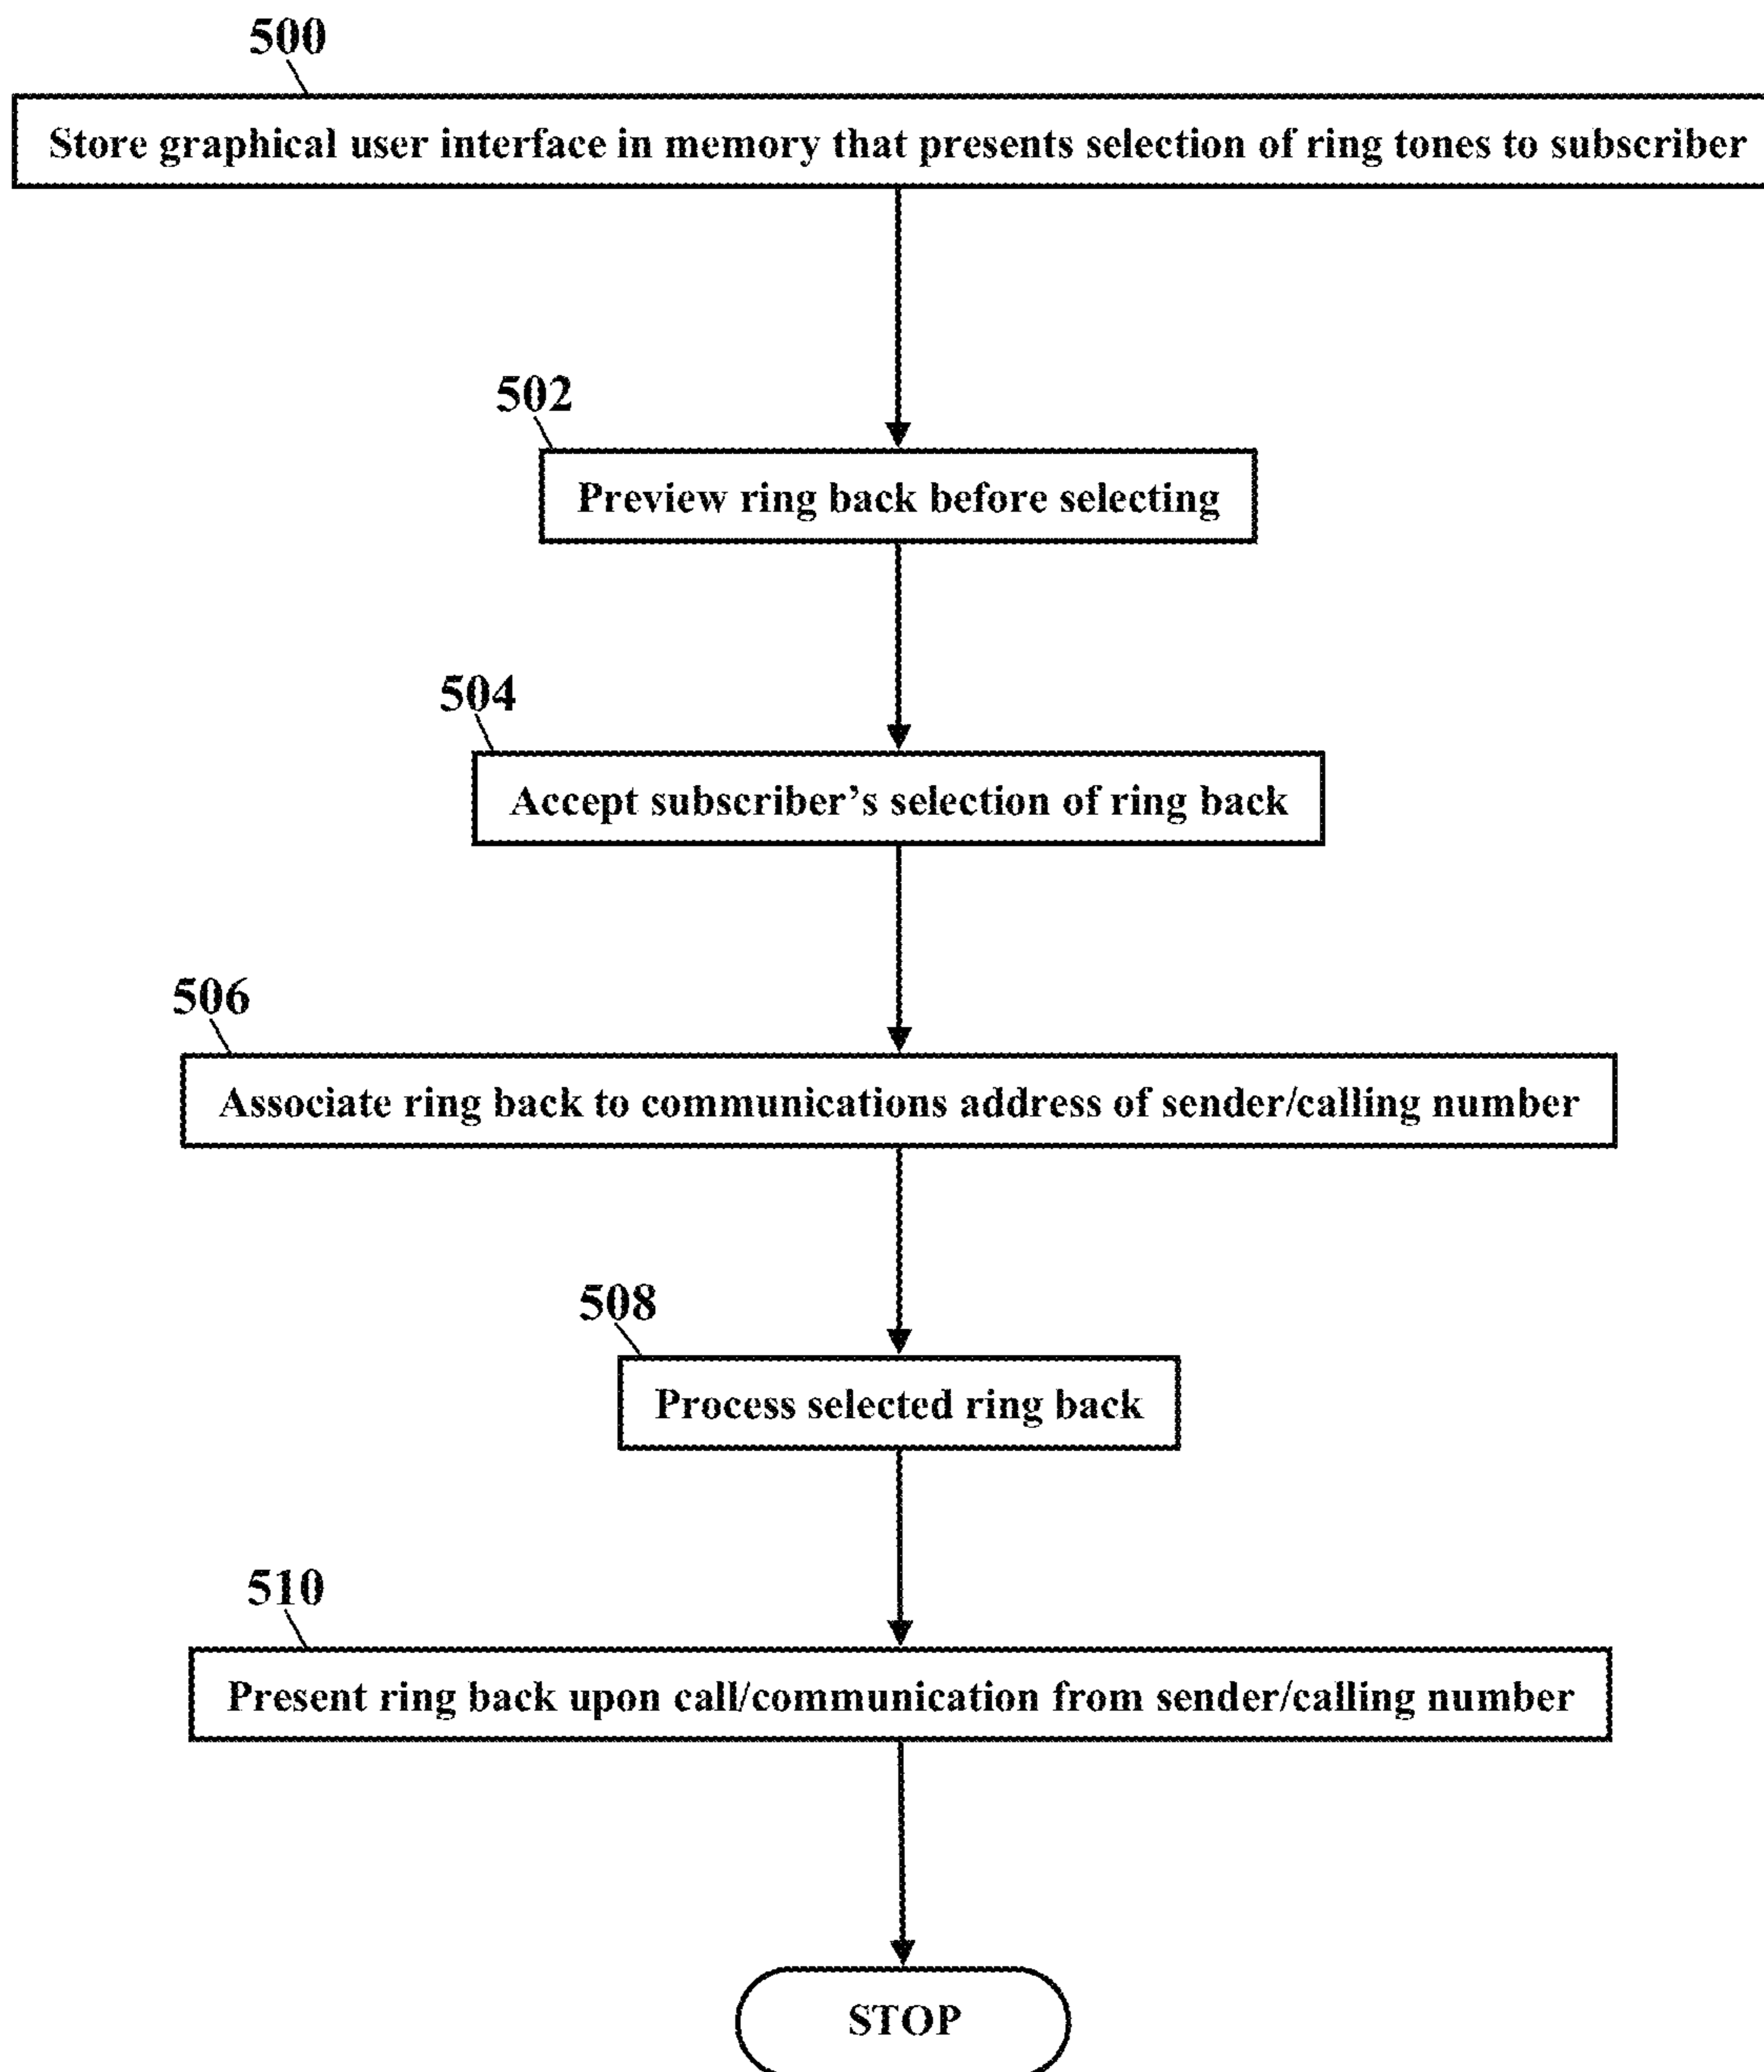 500
Store graphical user interface in memory that presents selection of ring tones to subscriber
502
Preview ring back before selecting
504
Accept subscriber’s selection of ring back
506
Associate ring back to communications address of sender/calling number
508
Process selected ring back
510
Present ring back upon call/communication from sender/calling number
STOP